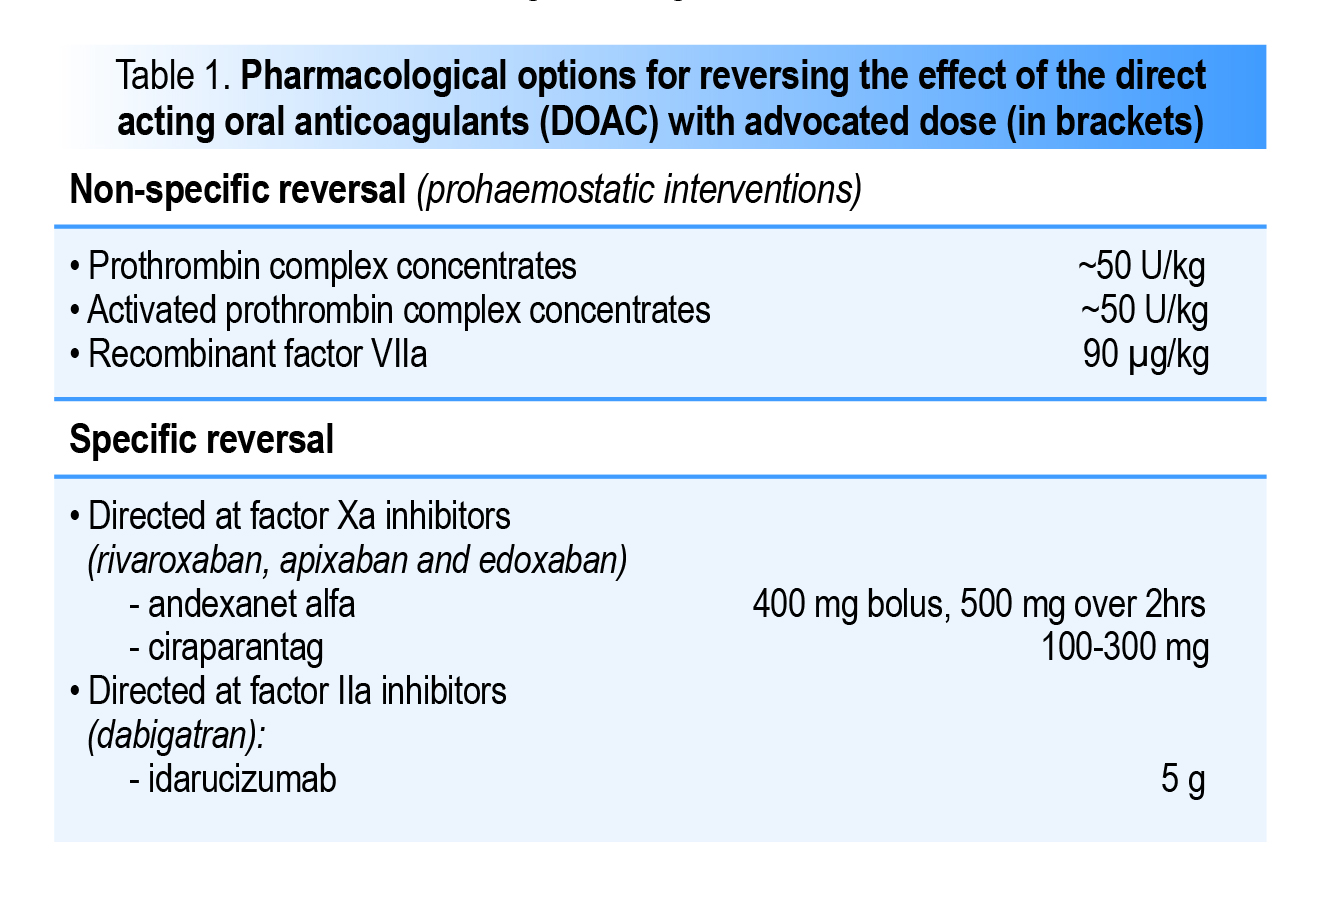 Table 1. Pharmacological options for reversing the effect of the direct
acting oral anticoagulants (DOAC) with advocated dose (in brackets)
Non-specific reversal (prohaemostatic interventions)
• Prothrombin complex concentrates ~50 U/kg
• Activated prothrombin complex concentrates ~50 U/kg
• Recombinant factor VIIa 90 µg/kg
Specific reversal
• Directed at factor Xa inhibitors
(rivaroxaban, apixaban and edoxaban)
- andexanet alfa 400 mg bolus, 500 mg over 2hrs
- ciraparantag 100-300 mg
• Directed at factor IIa inhibitors
(dabigatran):
- idarucizumab 5 g